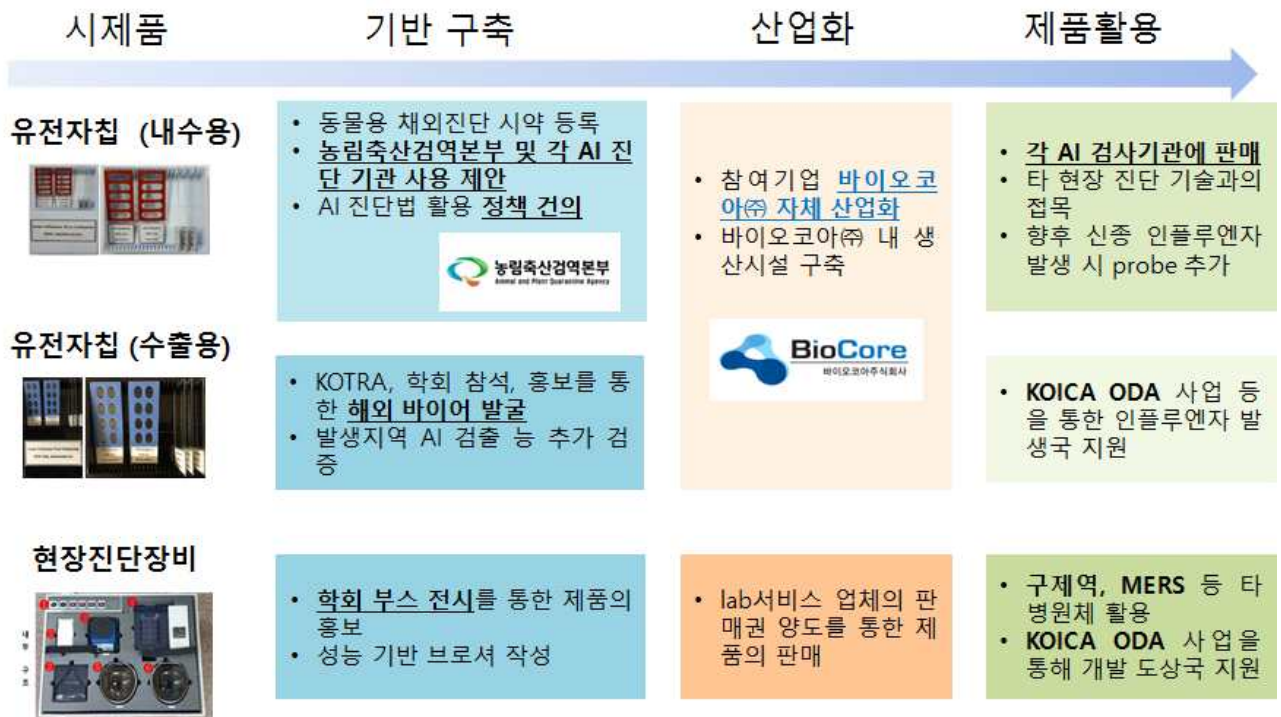 시제품
기반 구축
산업화
제품활용
유전자칩 (내수용)
• 동물용 채외진단 시약 등록
• 농림축산검역본부 및 각 AI 진
단 기관 사용 제안
• AI 진단법 활용 정책 건의
농림축산검역본부
Animal and Plant Quarantine Agency
• 참여기업 바이오코
아㈜ 자체 산업화
• 바이오코아㈜ 내 생
산시설 구축
BioCore
바이오코아주식회사
• 각 AI 검사기관에 판매
• 타 현장 진단 기술과의
접목
• 향후 신종 인플루엔자
발생 시 probe 추가
유전자칩 (수출용)
• KOTRA, 학회 참석, 홍보를 통
한 해외 바이어 발굴
• 발생지역 AI 검출 능 추가 검
증
• KOICA ODA 사업 등
을 통한 인플루엔자 발
생국 지원
현장진단장비
내
부
구
조
• 학회 부스 전시를 통한 제품의
홍보
• 성능 기반 브로셔 작성
• lab서비스 업체의 판
매권 양도를 통한 제
품의 판매
• 구제역, MERS 등 타
병원체 활용
• KOICA ODA 사업을
통해 개발 도상국 지원